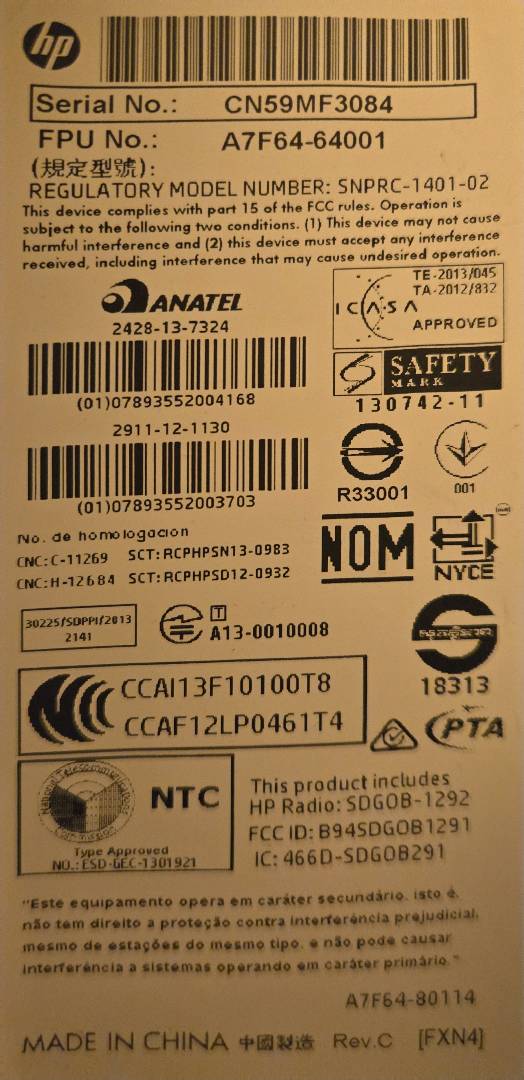 hp
Serial No.: CN59MF3084
FPU No.: A7F64-64001
(規定型號):
REGULATORY MODEL NUMBER: SNPRC-1401-02
This device complies with part 15 of the FCC rules. Operation is
subject to the following two conditions. (1) This device may not cause
harmful interference and (2) this device must accept any interference
received, including interference that may cause undesired operation.
ANATEL
2428-13-7324
(01)07893552004168
2911-12-1130
(01)07893552003703
TE-2013/045
TA-2012/832
ICASA
APPROVED
SAFETY
MARK
130742-11
R33001
001
No. de homologacion
CNC:C-11269 SCT:RCPHPSN13-0983
CNC:H-12684 SCT:RCPHPSD12-0932
NOM
NYCE
30225/SDPPI/2013
2141
T
A13-0010008
18313
CCAI13F10100T8
CCAF12LP0461T4
PTA
National Telecommunications
Commission
NTC
Type Approved
NO.: ESD-GEC-1301921
This product includes
HP Radio: SDGOB-1292
FCC ID: B94SDGOB1291
IC: 466D-SDGOB291
"Este equipamento opera em caráter secundário, isto é,
não tem direito a proteção contra interferência prejudicial,
mesmo de estações do mesmo tipo, e não pode causar
interferência a sistemas operando em caráter primário."
A7F64-80114
MADE IN CHINA 中國製造 Rev.C [FXN4]